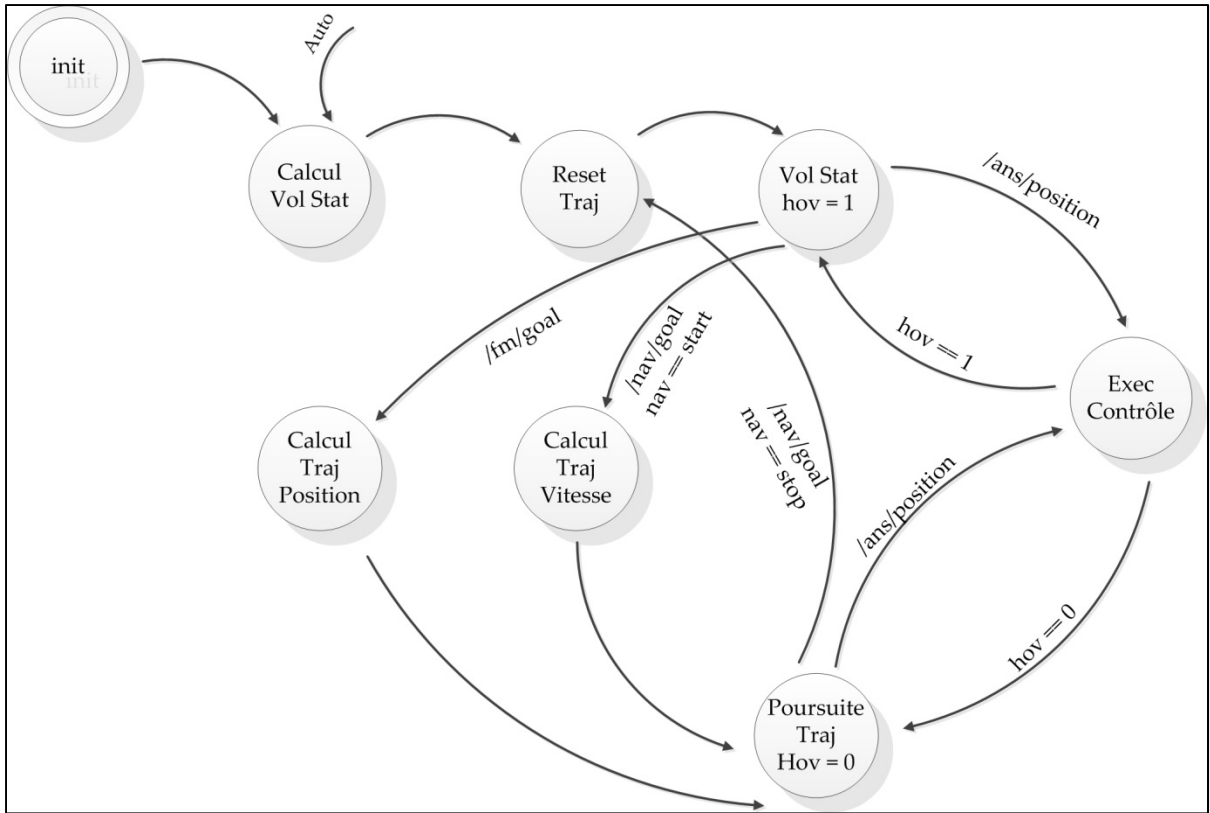 init
Auto
Calcul
Vol Stat
Reset
Traj
Vol Stat
hov = 1
/ans/position
/fm/goal
/nav/goal
nav == start
hov == 1
Exec
Contrôle
/nav/goal
nav == stop
Calcul
Traj
Position
Calcul
Traj
Vitesse
/ans/position
hov == 0
Poursuite
Traj
Hov = 0